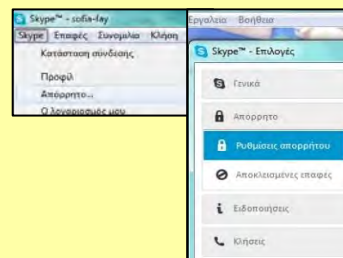 Skype™ - sofia-fay
Skype Επαφές Συνομιλία Κλήση
Κατάσταση σύνδεσης
Προφίλ
Απόρρητο...
Ο λογαριασμός μου
Εργαλεία Βοήθεια
Skype™ - Επιλογές
Γενικά
Απόρρητο
Ρυθμίσεις απορρήτου
Αποκλεισμένες επαφές
Ειδοποιήσεις
Κλήσεις